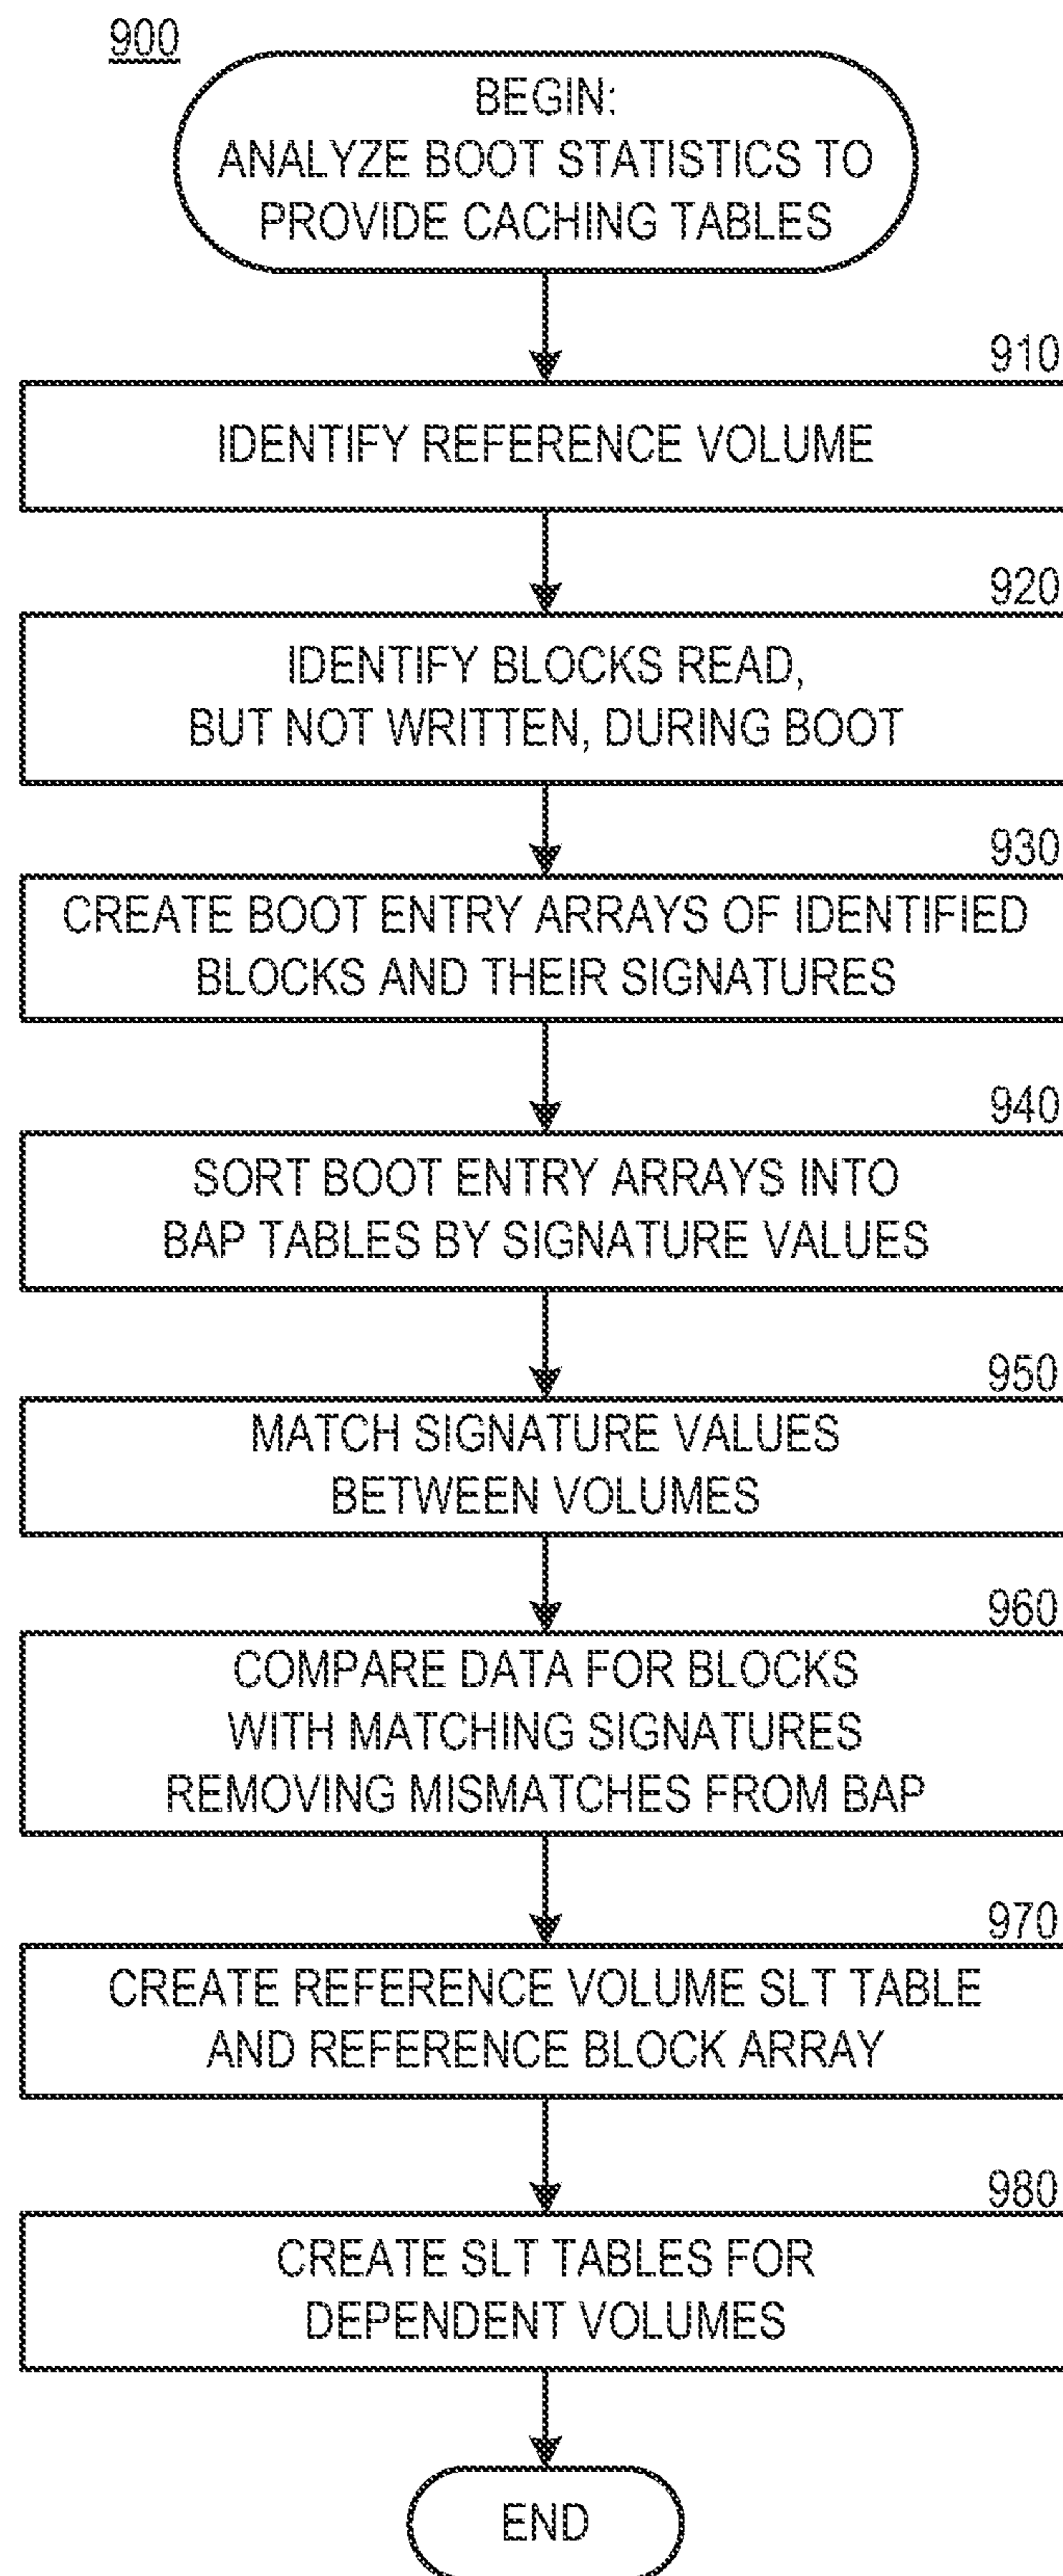 900
BEGIN:
ANALYZE BOOT STATISTICS TO
PROVIDE CACHING TABLES
910
IDENTIFY REFERENCE VOLUME
920
IDENTIFY BLOCKS READ,
BUT NOT WRITTEN, DURING BOOT
930
CREATE BOOT ENTRY ARRAYS OF IDENTIFIED
BLOCKS AND THEIR SIGNATURES
940
SORT BOOT ENTRY ARRAYS INTO
BAP TABLES BY SIGNATURE VALUES
950
MATCH SIGNATURE VALUES
BETWEEN VOLUMES
960
COMPARE DATA FOR BLOCKS
WITH MATCHING SIGNATURES
REMOVING MISMATCHES FROM BAP
970
CREATE REFERENCE VOLUME SLT TABLE
AND REFERENCE BLOCK ARRAY
980
CREATE SLT TABLES FOR
DEPENDENT VOLUMES
END